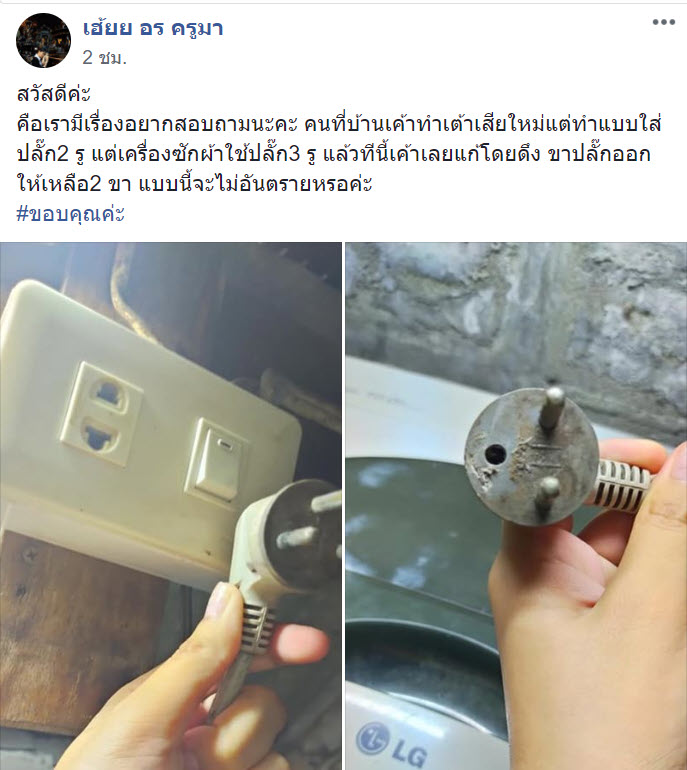 เฮ้ยย อร ครูมา
2 ชม.
สวัสดีค่ะ
คือเรามีเรื่องอยากสอบถามนะคะ คนที่บ้านเค้าทำเต้าเสียใหม่แต่ทำแบบใส่
ปลั๊ก2 รู แต่เครื่องซักผ้าใช้ปลั๊ก3 รู แล้วทีนี้เค้าเลยแก้โดยดึง ขาปลั๊กออก
ให้เหลือ2 ขา แบบนี้จะไม่อันตรายหรอค่ะ
#ขอบคุณค่ะ
LG